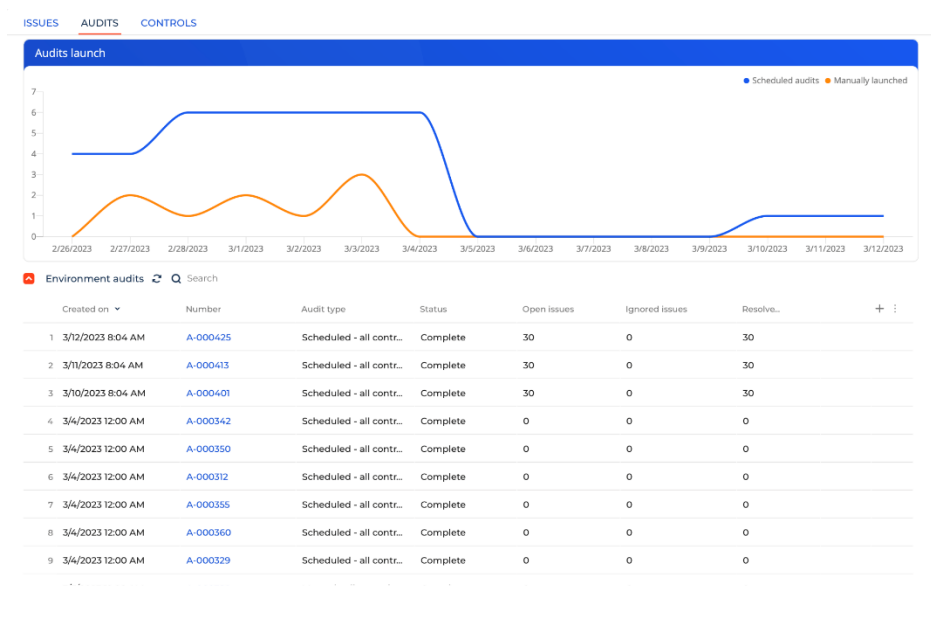 ISSUES AUDITS CONTROLS
Audits launch
Scheduled audits Manually launched
7
6
5
4
3
2
1
0
2/26/2023 2/27/2023 2/28/2023 3/1/2023 3/2/2023 3/3/2023 3/4/2023 3/5/2023 3/6/2023 3/7/2023 3/8/2023 3/9/2023 3/10/2023 3/11/2023 3/12/2023
Environment audits Search
Created on Number Audit type Status Open issues Ignored issues Resolve...
1 3/12/2023 8:04 AM A-000425 Scheduled - all contr... Complete 30 0 30
2 3/11/2023 8:04 AM A-000413 Scheduled - all contr... Complete 30 0 30
3 3/10/2023 8:04 AM A-000401 Scheduled - all contr... Complete 30 0 30
4 3/4/2023 12:00 AM A-000342 Scheduled - all contr... Complete 0 0 0
5 3/4/2023 12:00 AM A-000350 Scheduled - all contr... Complete 0 0 0
6 3/4/2023 12:00 AM A-000312 Scheduled - all contr... Complete 0 0 0
7 3/4/2023 12:00 AM A-000355 Scheduled - all contr... Complete 0 0 0
8 3/4/2023 12:00 AM A-000360 Scheduled - all contr... Complete 0 0 0
9 3/4/2023 12:00 AM A-000329 Scheduled - all contr... Complete 0 0 0